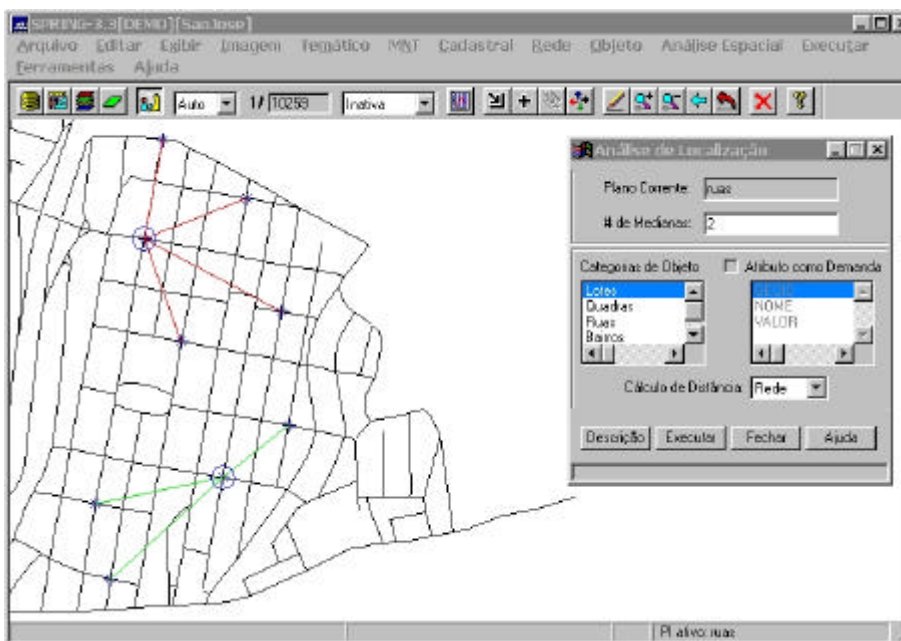 SPRING-3.3[DEMO][SanJose]
Arquivo Editar Exibir Imagem Temático MNT Cadastral Rede Objeto Análise Espacial Executar
Ferramentas Ajuda
Auto 1/ 10259 Inativa
Análise de Localização
Plano Corrente: ruas
# de Medianas: 2
Categorias de Objeto Atributo como Demanda
Lotes
Quadras
Ruas
Bairros
GEOID
NOME
VALOR
Cálculo de Distância: Rede
Descrição Executar Fechar Ajuda
PI ativo: ruas